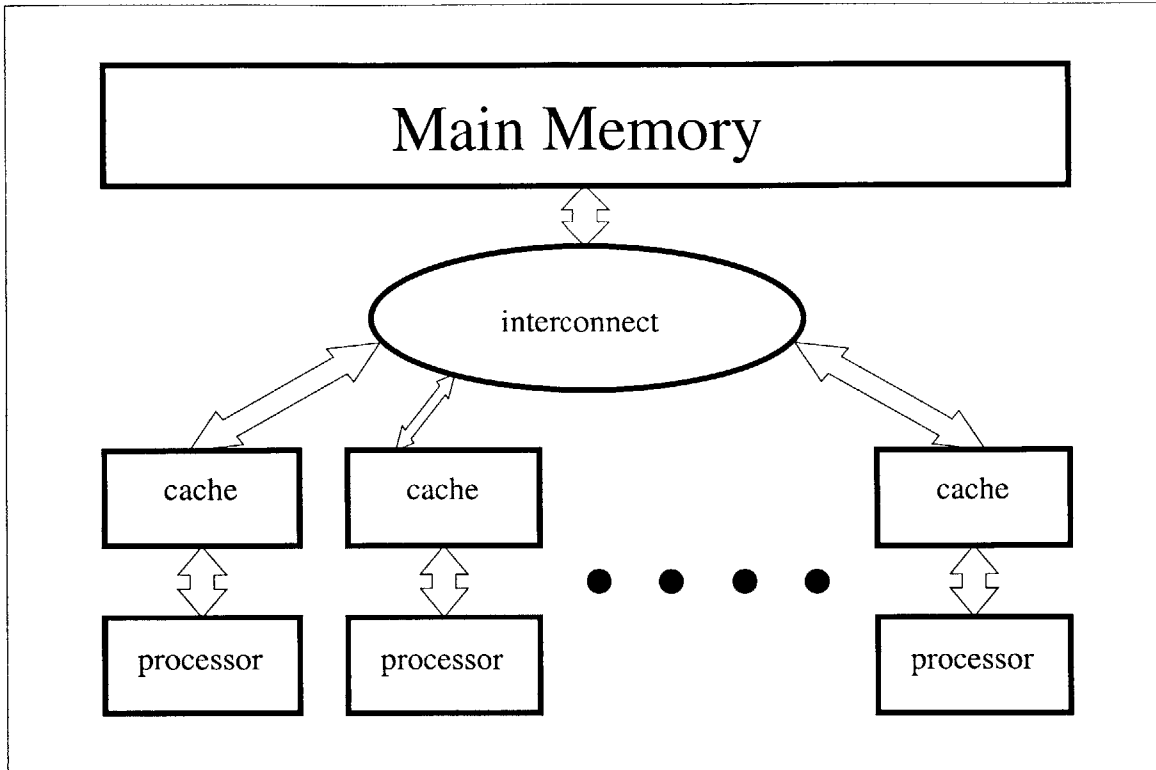 Main Memory
interconnect
cache
cache
cache
processor
processor
processor